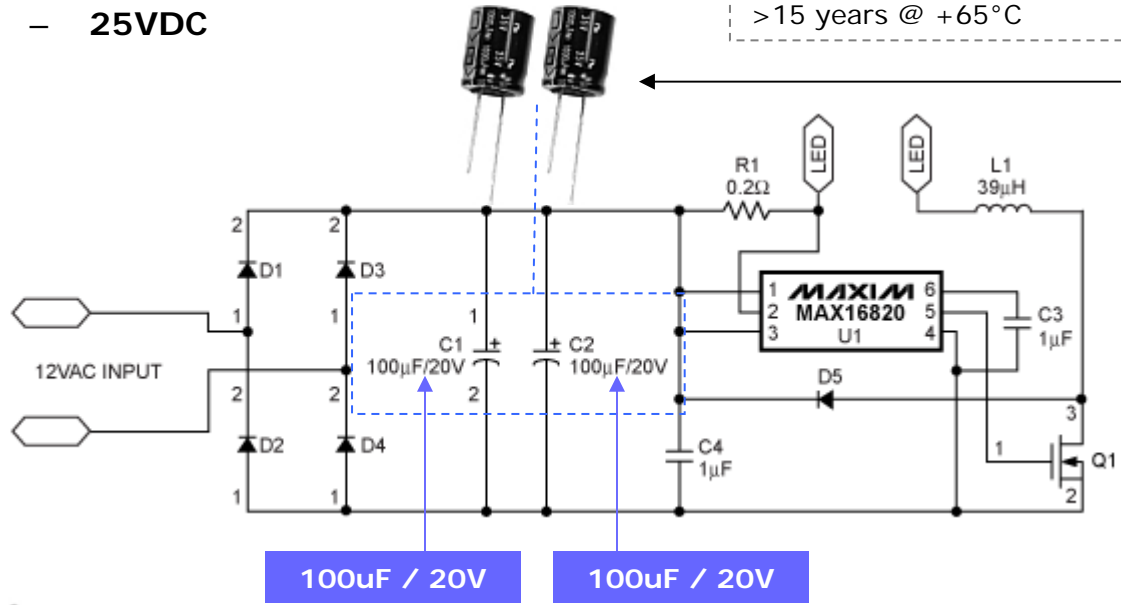 – 25VDC
>15 years @ +65°C
35V
LED
LED
R1
0.2Ω
L1
39µH
2
2
D1
D3
1
1
1
MAXIM
MAX16820
U1
1
2
3
6
5
4
C3
1µF
12VAC INPUT
C1
+
100µF/20V
+
C2
100µF/20V
2
2
2
D5
D2
D4
C4
1µF
3
1
Q1
2
1
1
100uF / 20V
100uF / 20V